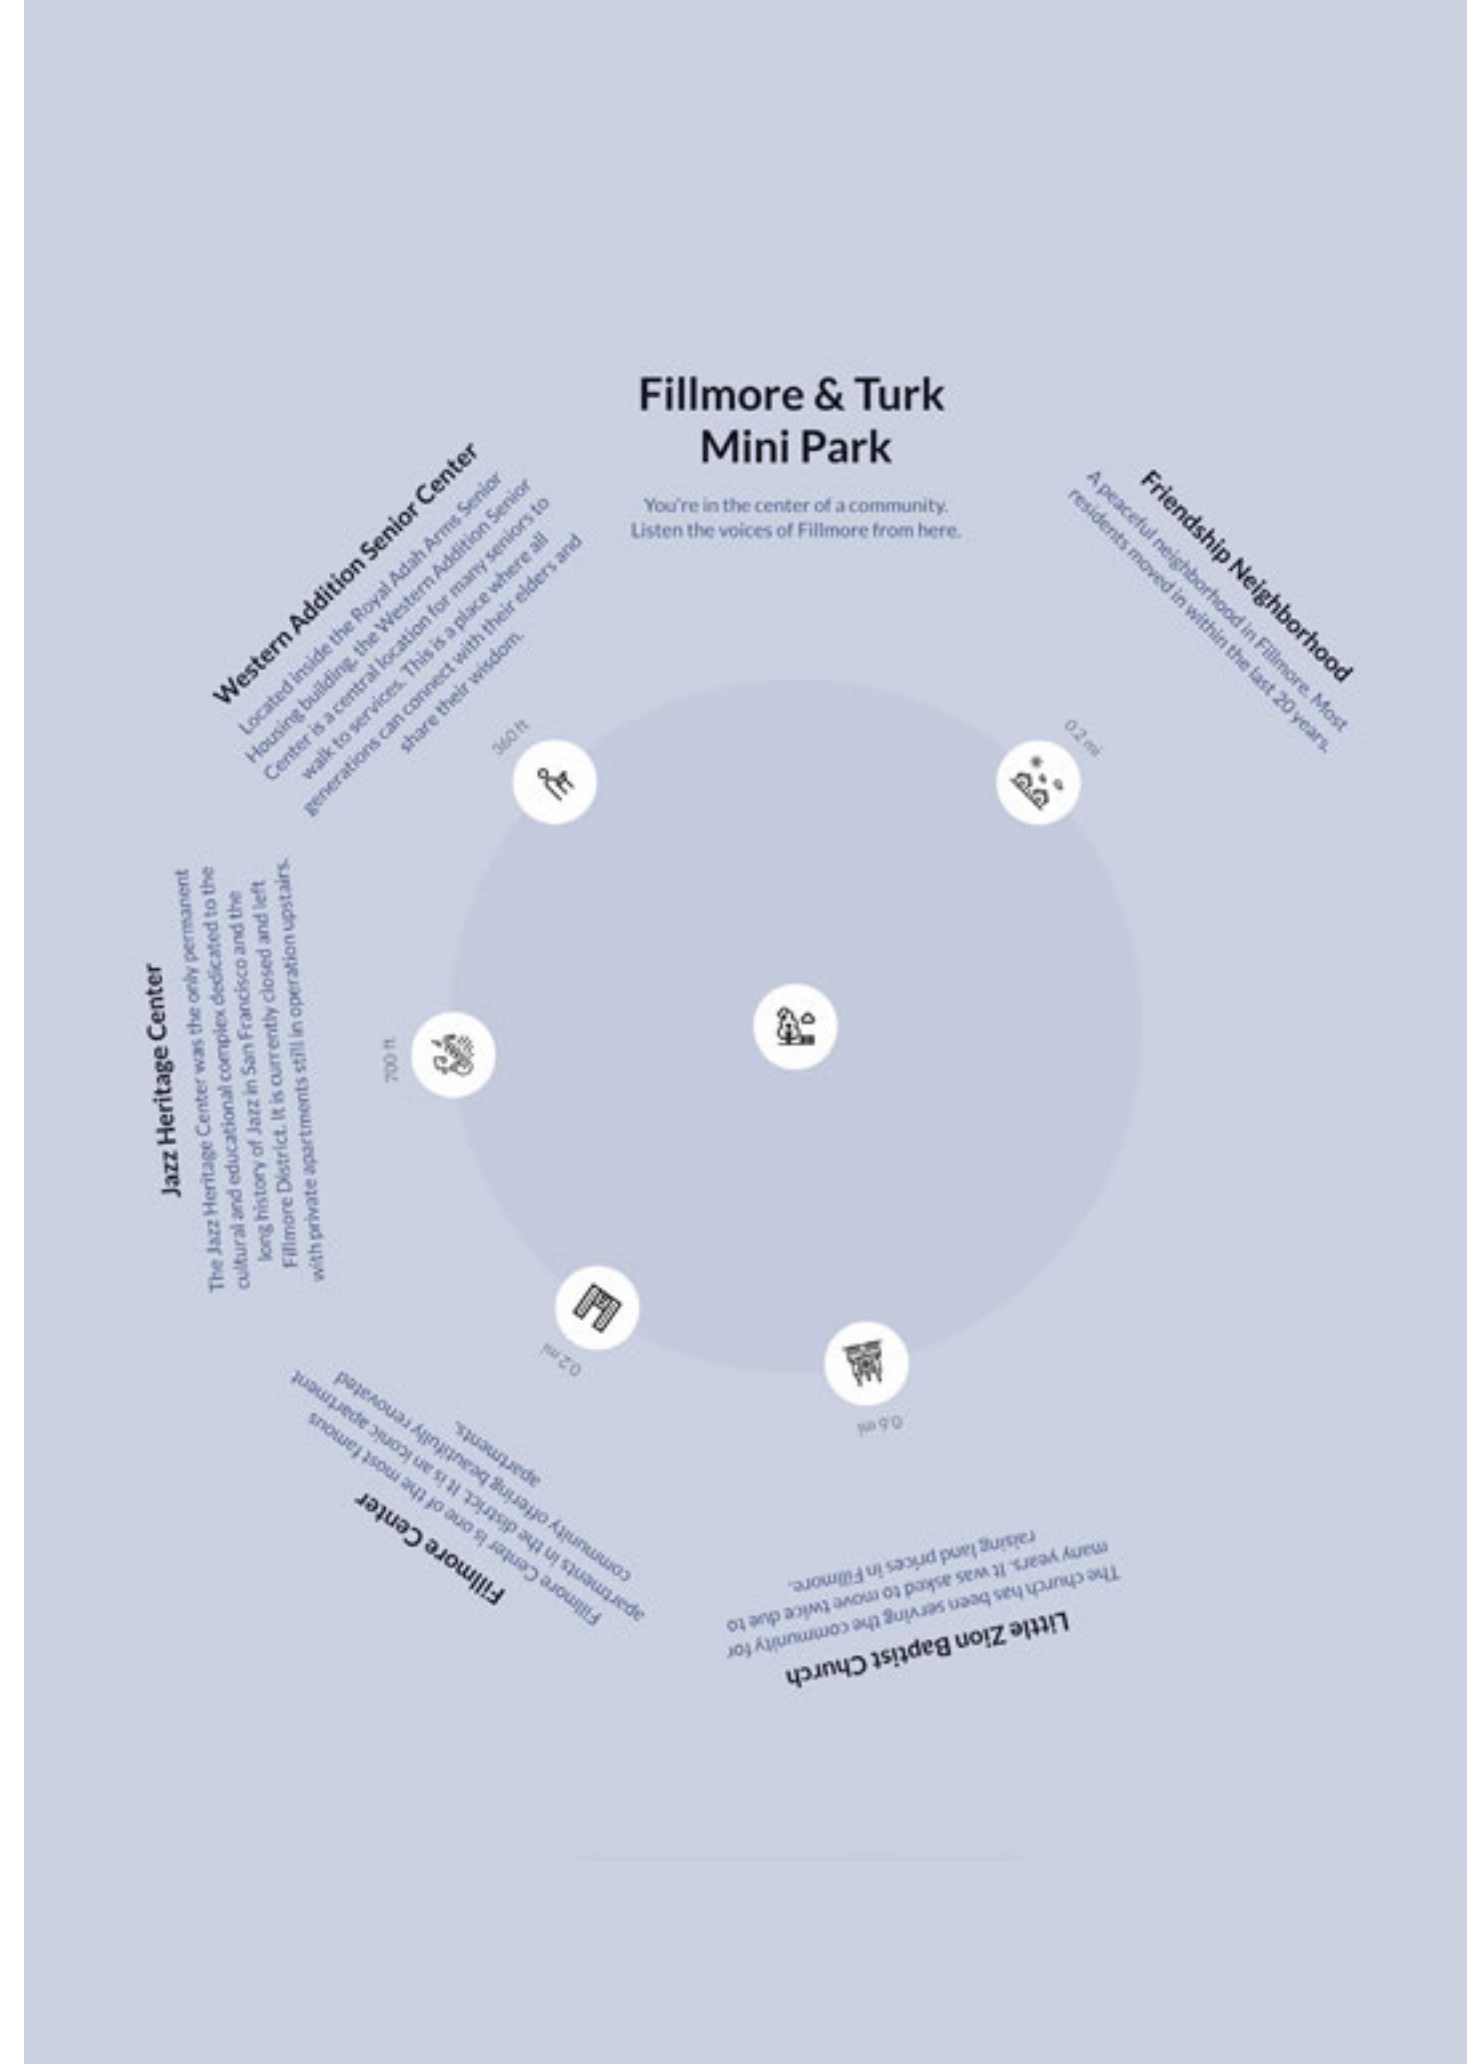 Fillmore & Turk
Mini Park
You're in the center of a community.
Listen the voices of Fillmore from here.
Friendship Neighborhood
A peaceful neighborhood in Fillmore. Most
residents moved in within the last 20 years.
0.2 mi
Western Addition Senior Center
Located inside the Royal Adah Arms Senior
Housing building, the Western Addition Senior
Center is a central location for many seniors to
walk to services. This is a place where all
generations can connect with their elders and
share their wisdom.
360 ft
Jazz Heritage Center
The Jazz Heritage Center was the only permanent
cultural and educational complex dedicated to the
long history of Jazz in San Francisco and the
Fillmore District. It is currently closed and left
with private apartments still in operation upstairs.
700 ft
Fillmore Center
Fillmore Center is one of the most famous
apartments in the district. It is an iconic apartment
community offering beautifully renovated
apartments.
0.2 mi
Little Zion Baptist Church
The church has been serving the community for
many years. It was asked to move twice due to
raising land prices in Fillmore.
0.6 mi